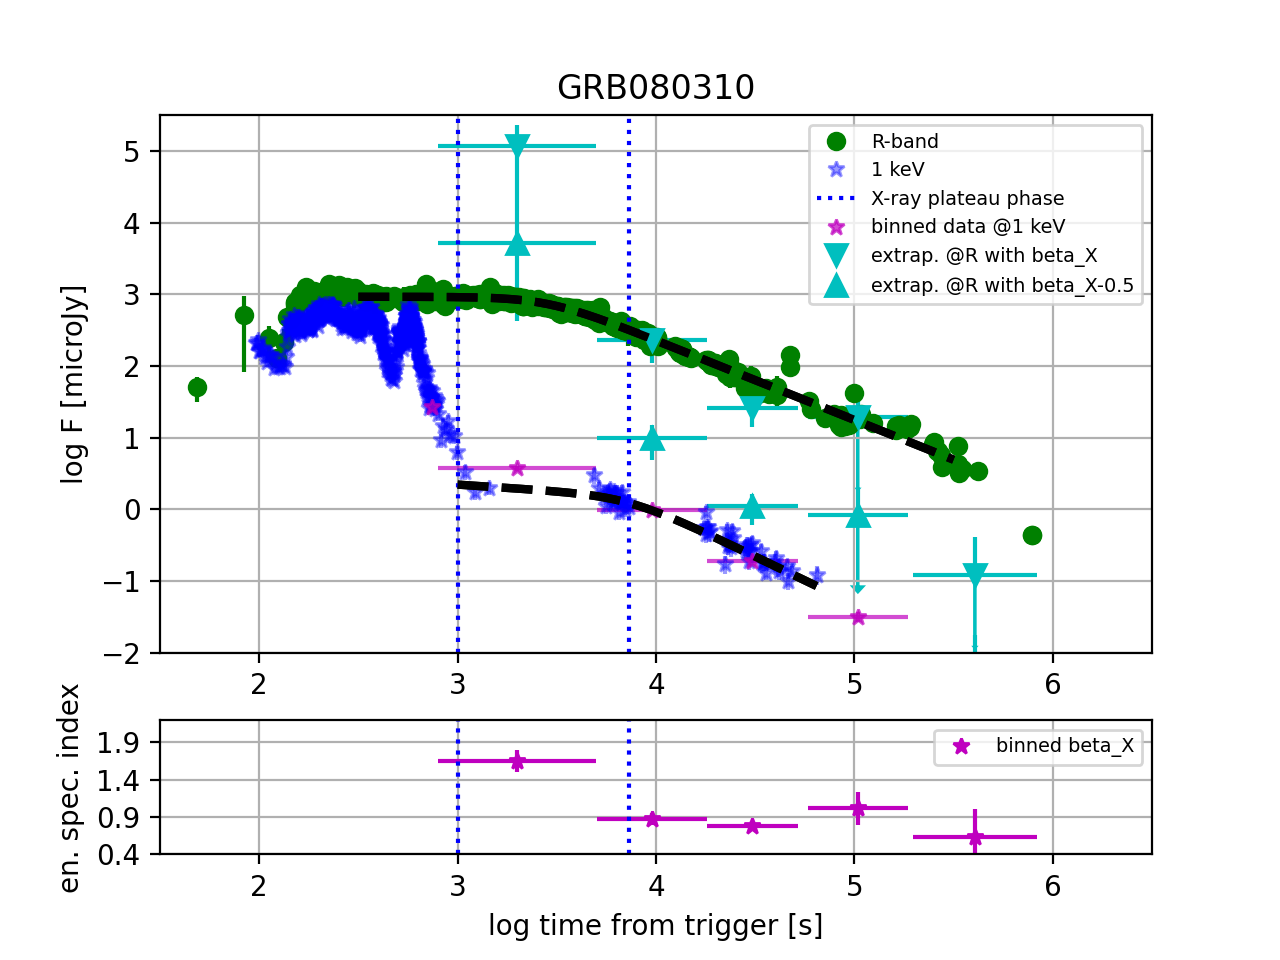 GRB080310
log F [microJy]
5
4
3
2
1
0
−1
−2
R-band
1 keV
X-ray plateau phase
binned data @1 keV
extrap. @R with beta_X
extrap. @R with beta_X-0.5
2 3 4 5 6
en. spec. index
1.9
1.4
0.9
0.4
binned beta_X
2 3 4 5 6
log time from trigger [s]